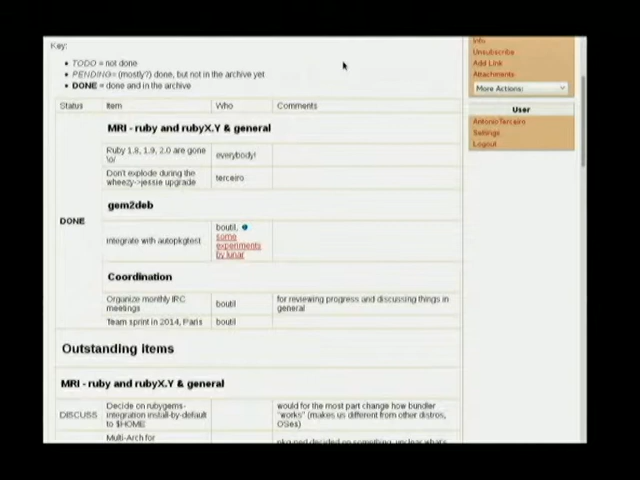 Key:
TODO = not done
PENDING= (mostly?) done, but not in the archive yet
DONE = done and in the archive
Status Item Who Comments
MRI - ruby and rubyX.Y & general
Ruby 1.8, 1.9, 2.0 are gone \o/ everybody!
Don't explode during the wheezy->jessie upgrade terceiro
gem2deb
DONE
Integrate with autopkgtest boutil, some experiments by lunar
Coordination
Organize monthly IRC meetings boutil for reviewing progress and discussing things in general
Team sprint in 2014, Paris boutil
Outstanding items
MRI - ruby and rubyX.Y & general
DISCUSS Decide on rubygems-integration install-by-default to $HOME would for the most part change how bundler "works" (makes us different from other distros, OSes)
Multi-Arch for decided on something, unclear what's
Info
Unsubscribe
Add Link
Attachments
More Actions:
User
AntonioTerceiro
Settings
Logout